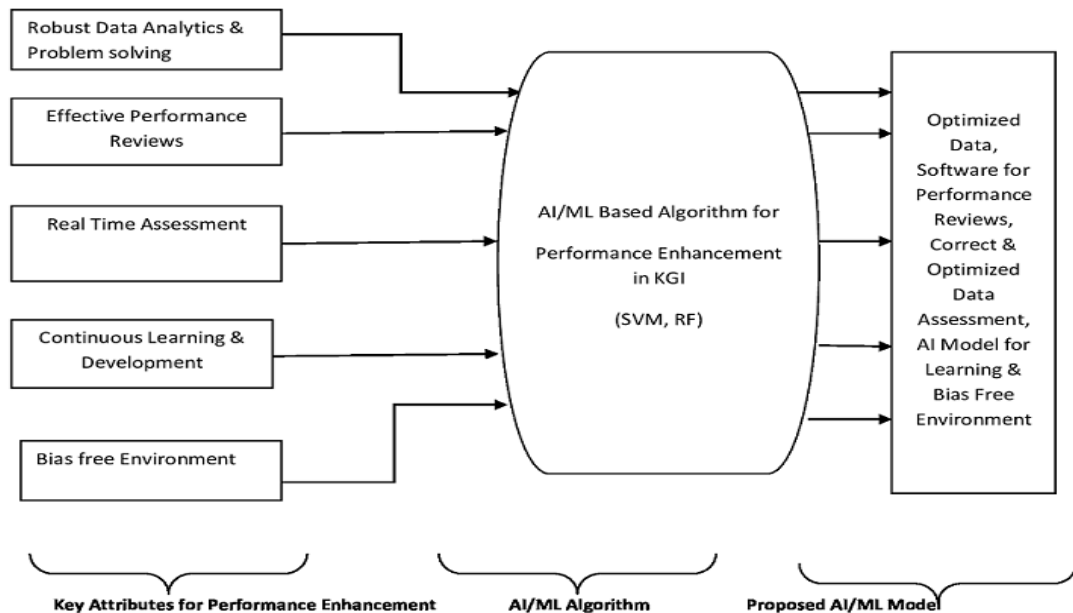 Robust Data Analytics &
Problem solving
Effective Performance
Reviews
Real Time Assessment
Continuous Learning &
Development
Bias free Environment
AI/ML Based Algorithm for
Performance Enhancement
in KGI
(SVM, RF)
Optimized
Data,
Software for
Performance
Reviews,
Correct &
Optimized
Data
Assessment,
AI Model for
Learning &
Bias Free
Environment
Key Attributes for Performance Enhancement
AI/ML Algorithm
Proposed AI/ML Model